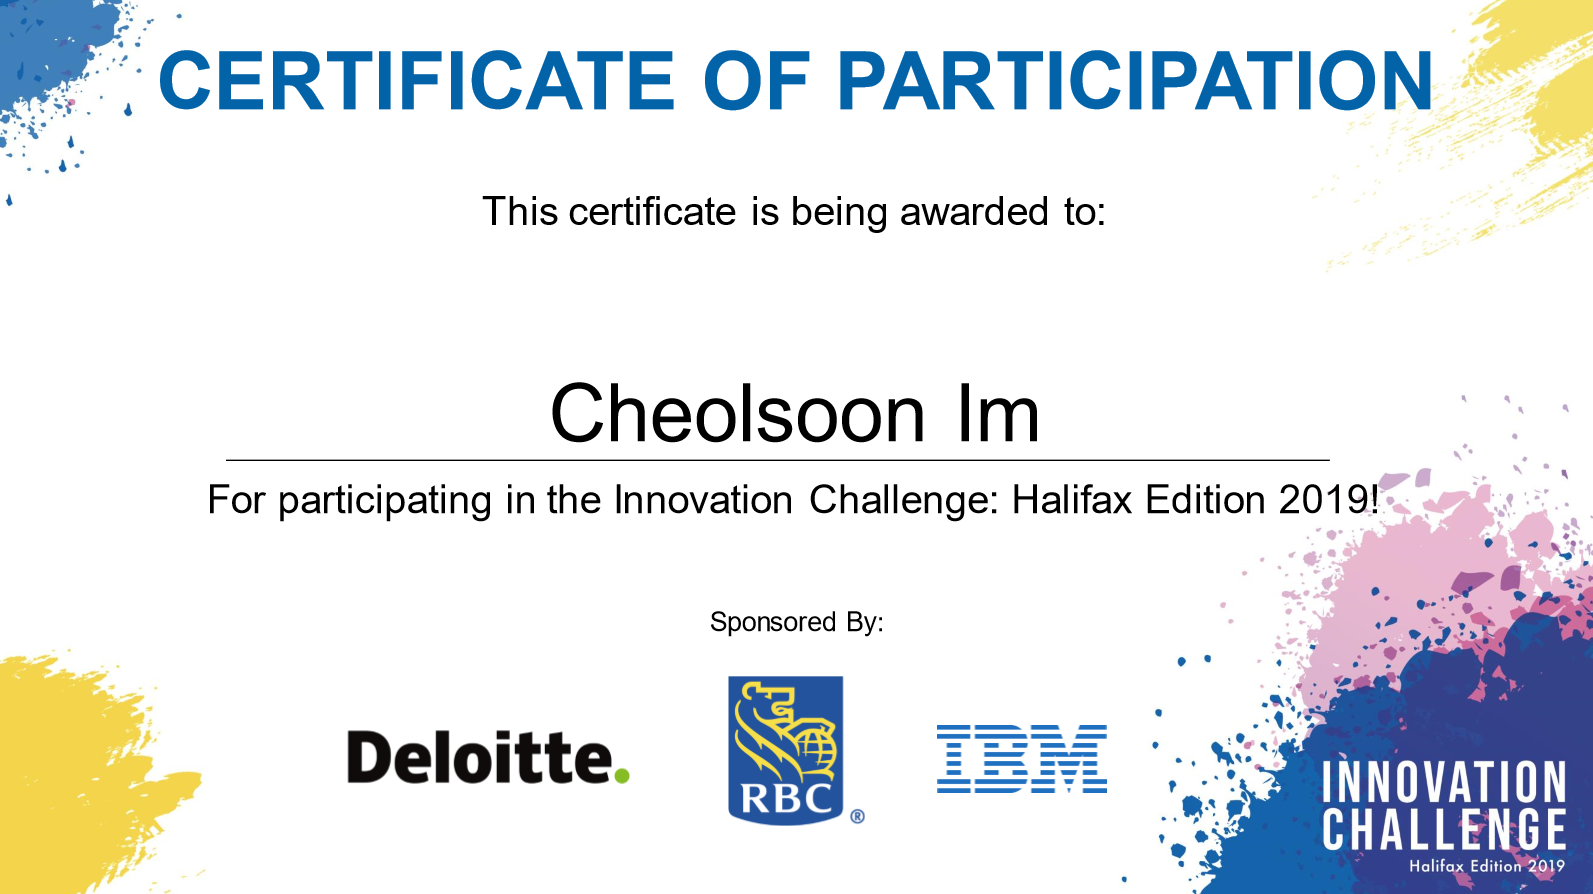 CERTIFICATE OF PARTICIPATION
This certificate is being awarded to:
Cheolsoon Im
For participating in the Innovation Challenge: Halifax Edition 2019!
Sponsored By:
Deloitte.
RBC ®
IBM
INNOVATION
CHALLENGE
Halifax Edition 2019